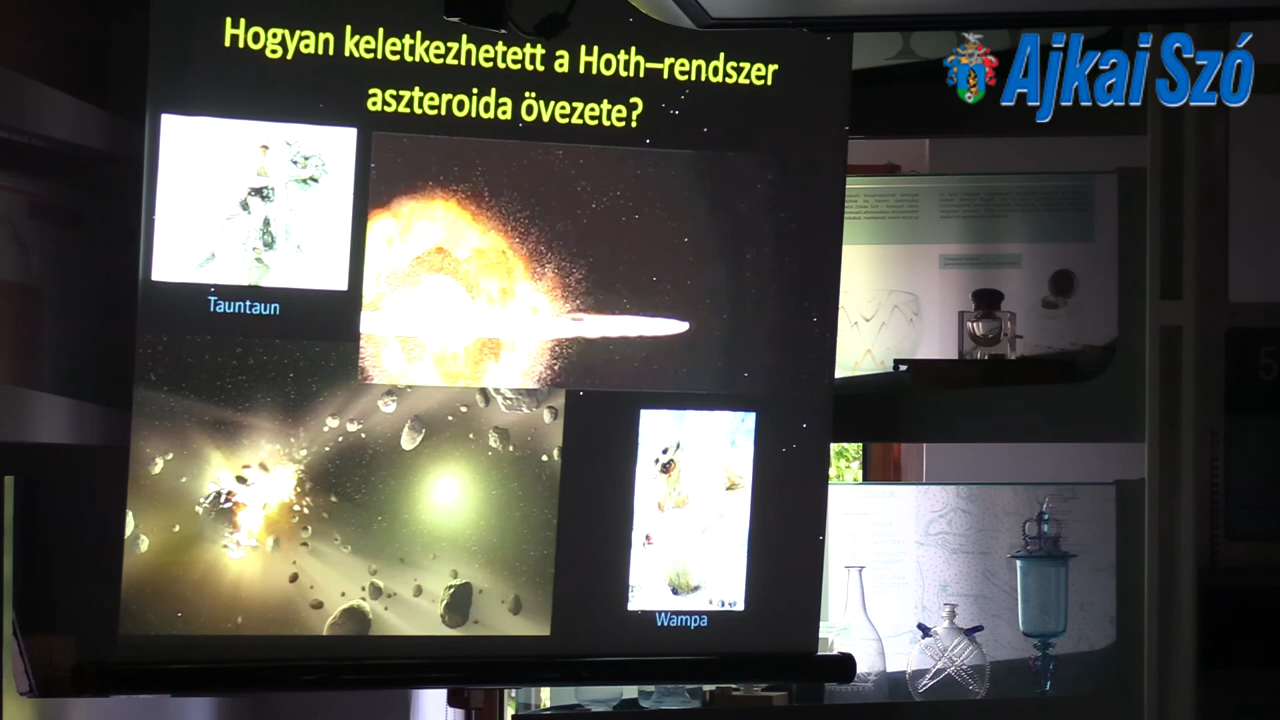 Hogyan keletkezhetett a Hoth–rendszer
aszteroida övezete?
Ajkai Szó
Tauntaun
Wampa